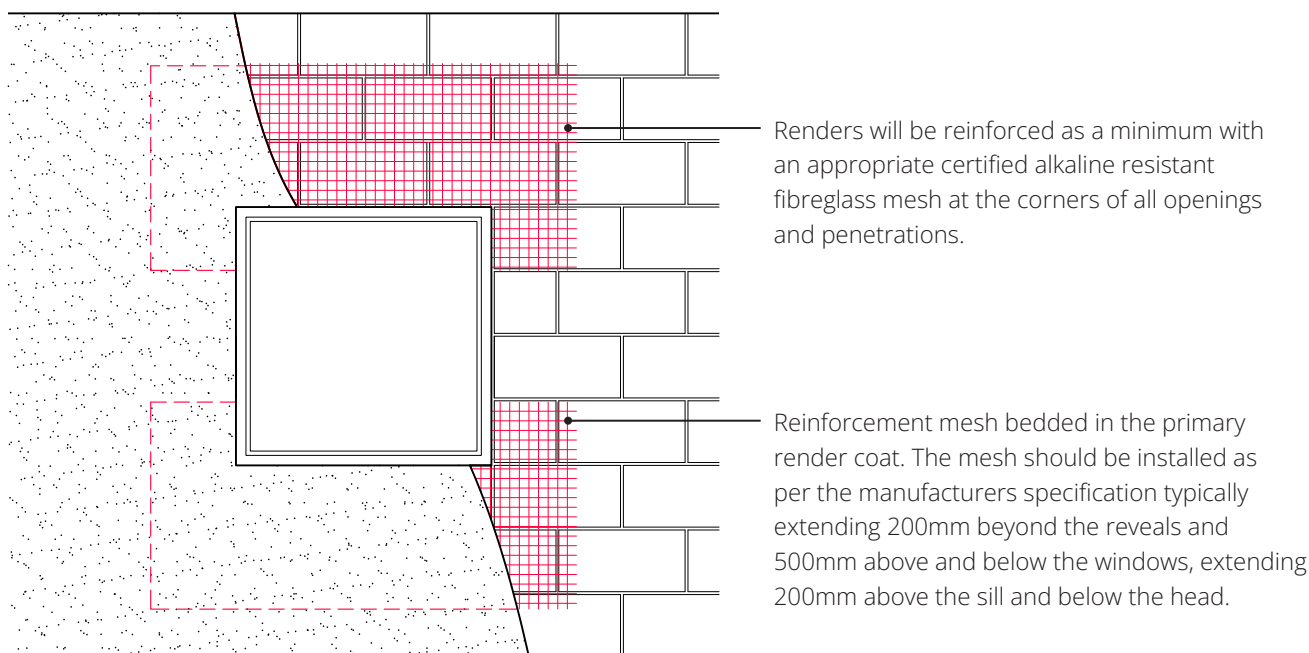 Renders will be reinforced as a minimum with
an appropriate certified alkaline resistant
fibreglass mesh at the corners of all openings
and penetrations.
Reinforcement mesh bedded in the primary
render coat. The mesh should be installed as
per the manufacturers specification typically
extending 200mm beyond the reveals and
500mm above and below the windows, extending
200mm above the sill and below the head.